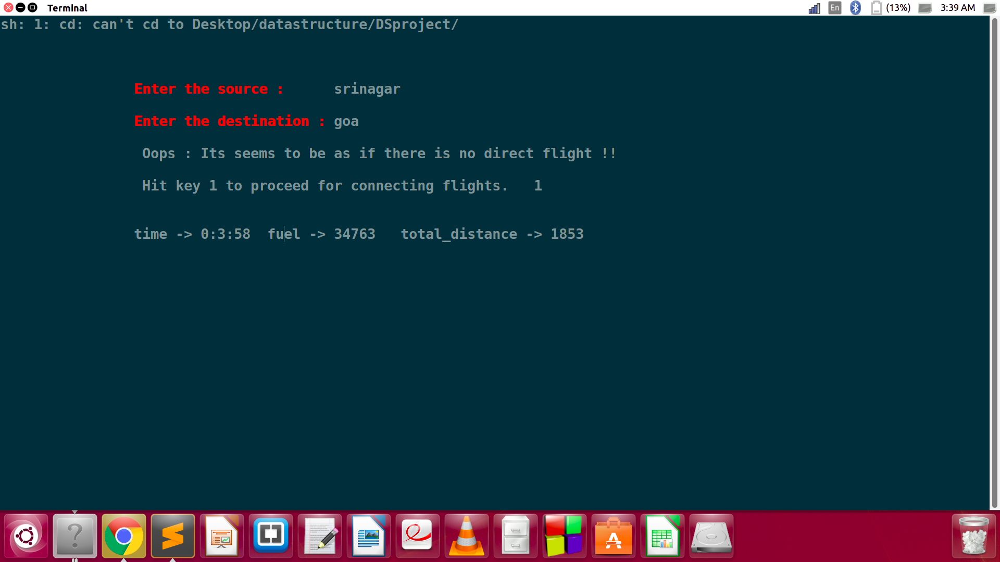 Terminal En (13%) 3:39 AM
sh: 1: cd: can't cd to Desktop/datastructure/DSproject/
Enter the source : srinagar
Enter the destination : goa
Oops : Its seems to be as if there is no direct flight !!
Hit key 1 to proceed for connecting flights. 1
time -> 0:3:58 fuel -> 34763 total_distance -> 1853